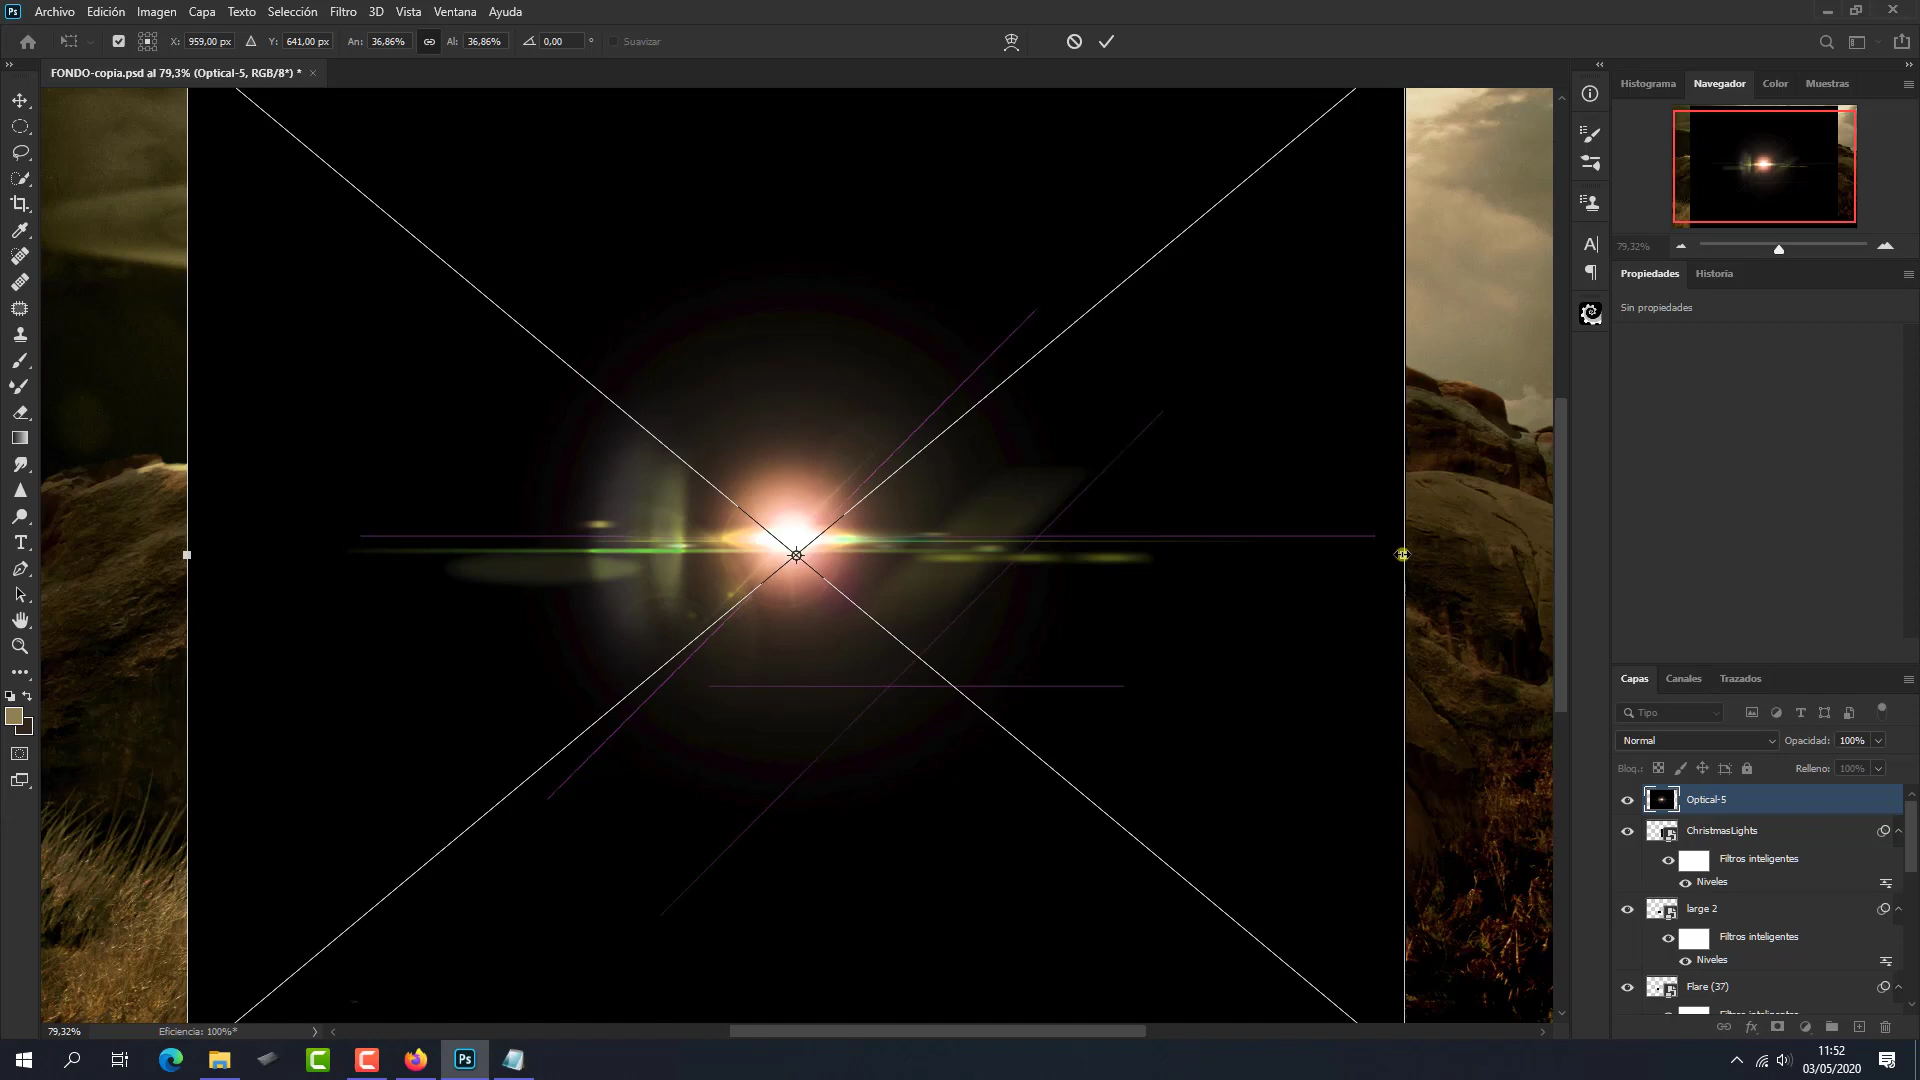 Ps Archivo Edición Imagen Capa Texto Selección Filtro 3D Vista Ventana Ayuda
X: 959,00 px Y: 641,00 px An: 36,86% Al: 36,86% 0,00 ° Suavizar
FONDO-copia.psd al 79,3% (Optical-5, RGB/8*) * ×
Histograma Navegador Color Muestras
79,32%
Propiedades Historia
Sin propiedades
Capas Canales Trazados
Tipo
Normal Opacidad: 100%
Bloq.: Relleno: 100%
Optical-5
ChristmasLights
Filtros inteligentes
Niveles
large 2
Filtros inteligentes
Niveles
Flare (37)
79,32% Eficiencia: 100%*
Ps
11:52
03/05/2020